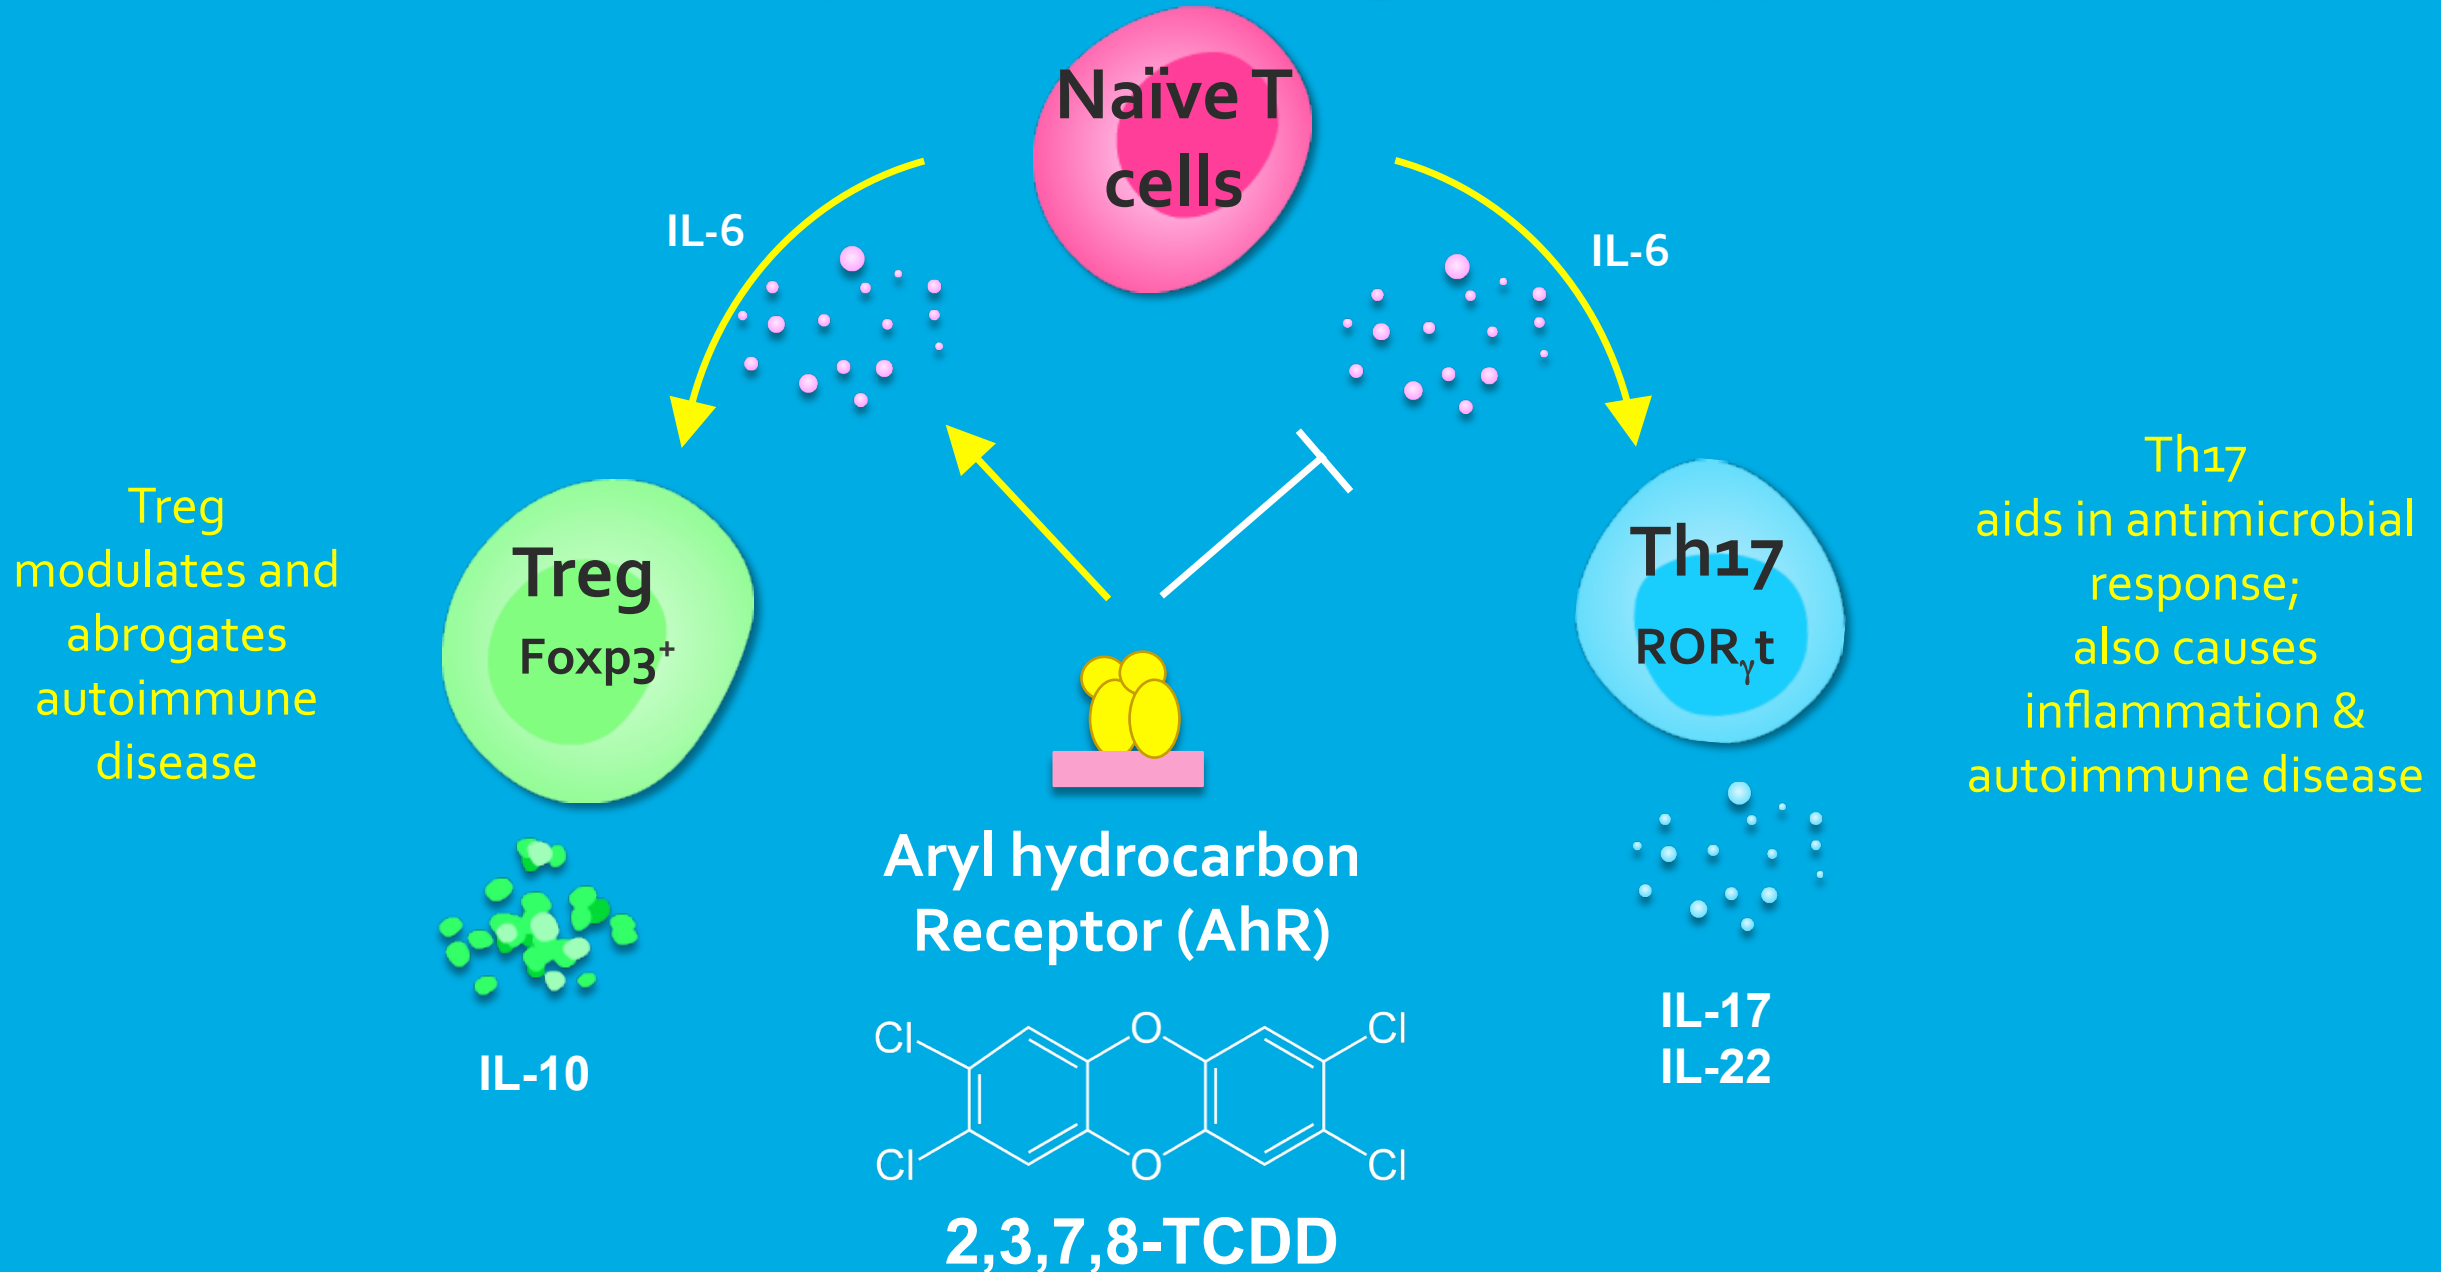 Naïve T
cells
IL-6
IL-6
Treg
modulates and
abrogates
autoimmune
disease
Treg
Foxp3⁺
Th17
RORγt
Th17
aids in antimicrobial
response;
also causes
inflammation &
autoimmune disease
Aryl hydrocarbon
Receptor (AhR)
IL-10
IL-17
IL-22
Cl
O
Cl
Cl
O
Cl
2,3,7,8-TCDD